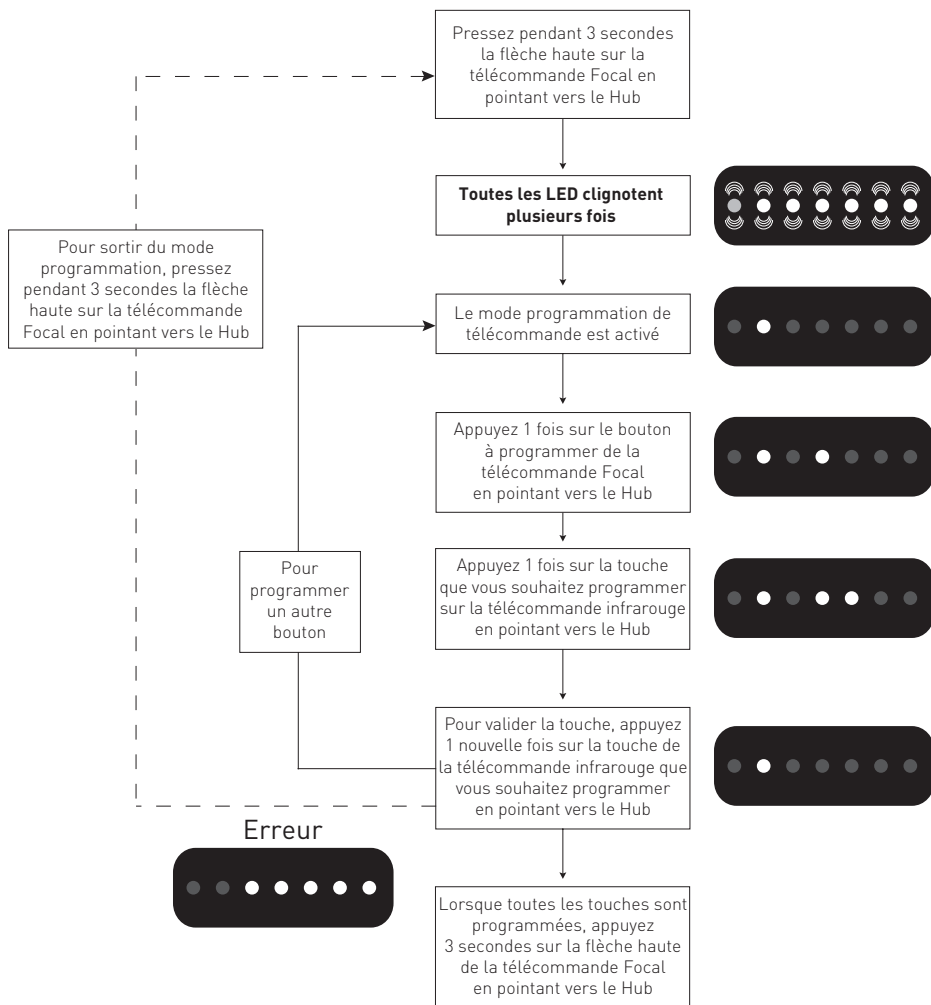 Pressez pendant 3 secondes
la flèche haute sur la
télécommande Focal en
pointant vers le Hub
Toutes les LED clignotent
plusieurs fois
Pour sortir du mode
programmation, pressez
pendant 3 secondes la flèche
haute sur la télécommande
Focal en pointant vers le Hub
Le mode programmation de
télécommande est activé
Appuyez 1 fois sur le bouton
à programmer de la
télécommande Focal
en pointant vers le Hub
Appuyez 1 fois sur la touche
que vous souhaitez programmer
sur la télécommande infrarouge
en pointant vers le Hub
Pour
programmer
un autre
bouton
Pour valider la touche, appuyez
1 nouvelle fois sur la touche de
la télécommande infrarouge que
vous souhaitez programmer
en pointant vers le Hub
Erreur
Lorsque toutes les touches sont
programmées, appuyez
3 secondes sur la flèche haute
de la télécommande Focal
en pointant vers le Hub